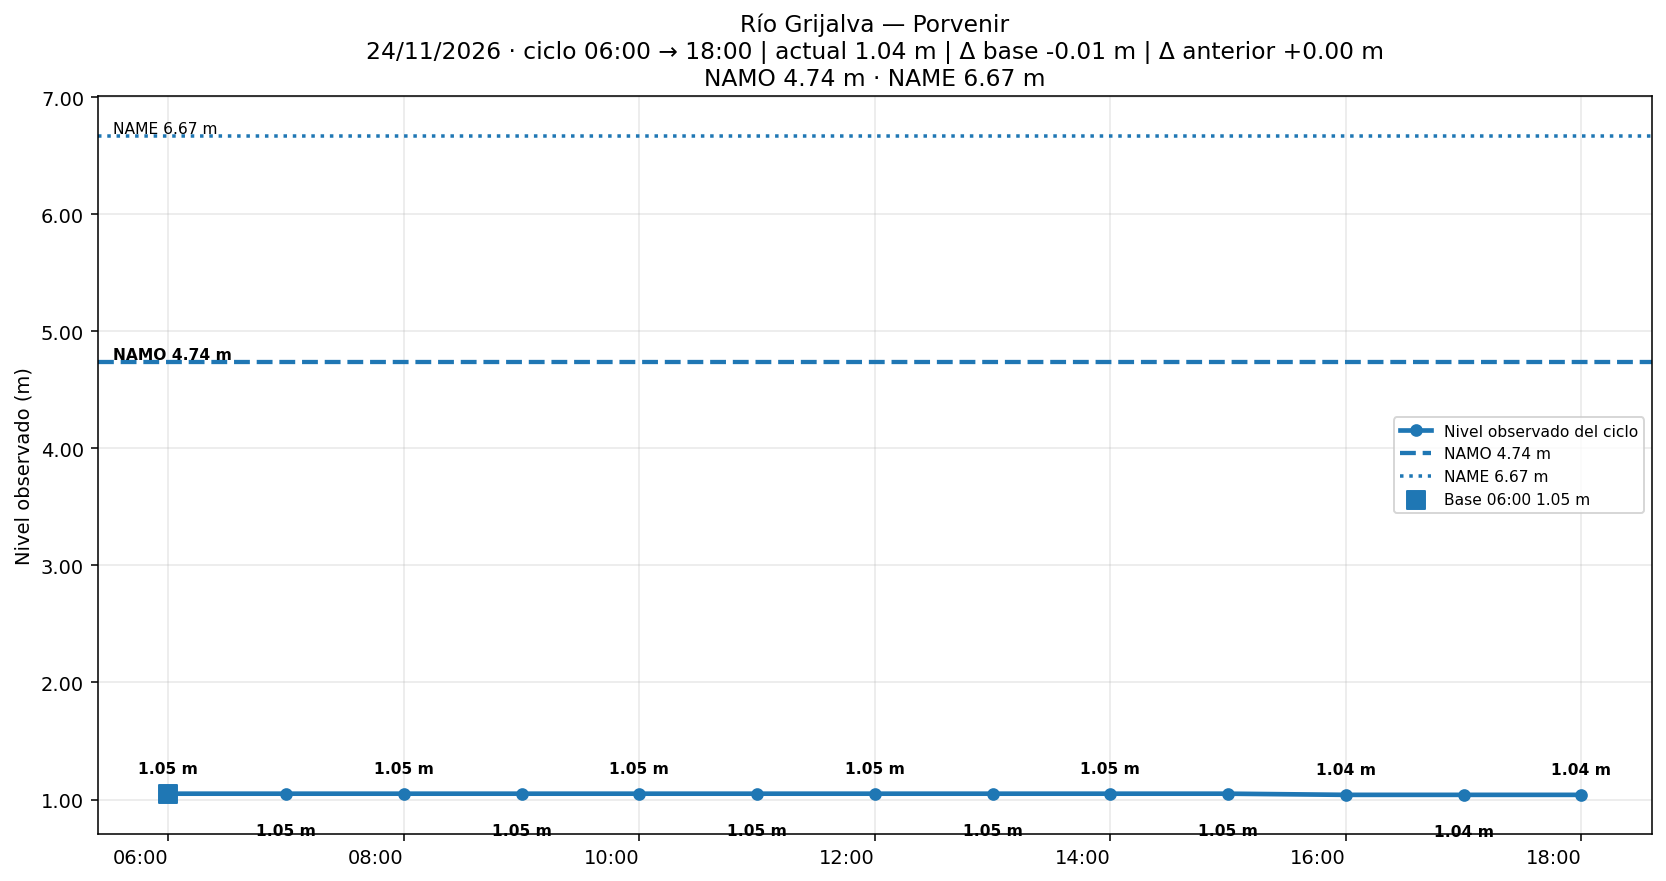 Río Grijalva — Porvenir
24/11/2026 · ciclo 06:00 → 18:00 | actual 1.04 m | Δ base -0.01 m | Δ anterior +0.00 m
NAMO 4.74 m · NAME 6.67 m
7.00
NAME 6.67 m
6.00
5.00
NAMO 4.74 m
Nivel observado (m)
4.00
Nivel observado del ciclo
NAMO 4.74 m
NAME 6.67 m
Base 06:00 1.05 m
3.00
2.00
1.05 m 1.05 m 1.05 m 1.05 m 1.05 m 1.04 m 1.04 m
1.00
1.05 m 1.05 m 1.05 m 1.05 m 1.05 m 1.04 m
06:00 08:00 10:00 12:00 14:00 16:00 18:00